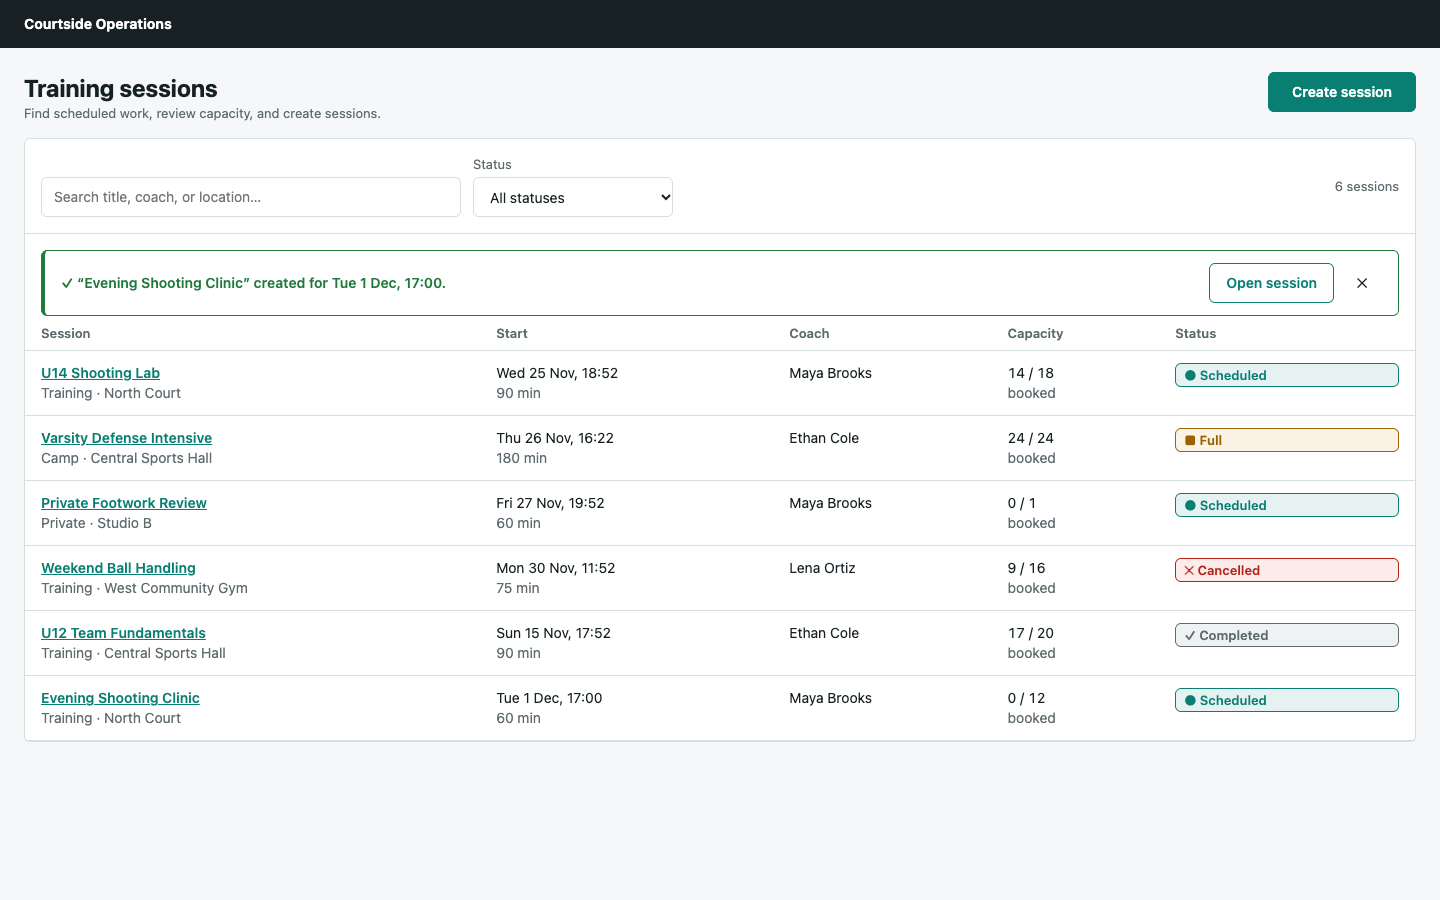 Courtside Operations
Training sessions
Find scheduled work, review capacity, and create sessions.
Create session
Status
Search title, coach, or location...
All statuses
6 sessions
✓ “Evening Shooting Clinic” created for Tue 1 Dec, 17:00.
Open session
×
Session Start Coach Capacity Status
U14 Shooting Lab Wed 25 Nov, 18:52 Maya Brooks 14 / 18 Scheduled
Training · North Court 90 min booked
Varsity Defense Intensive Thu 26 Nov, 16:22 Ethan Cole 24 / 24 Full
Camp · Central Sports Hall 180 min booked
Private Footwork Review Fri 27 Nov, 19:52 Maya Brooks 0 / 1 Scheduled
Private · Studio B 60 min booked
Weekend Ball Handling Mon 30 Nov, 11:52 Lena Ortiz 9 / 16 × Cancelled
Training · West Community Gym 75 min booked
U12 Team Fundamentals Sun 15 Nov, 17:52 Ethan Cole 17 / 20 ✓ Completed
Training · Central Sports Hall 90 min booked
Evening Shooting Clinic Tue 1 Dec, 17:00 Maya Brooks 0 / 12 Scheduled
Training · North Court 60 min booked